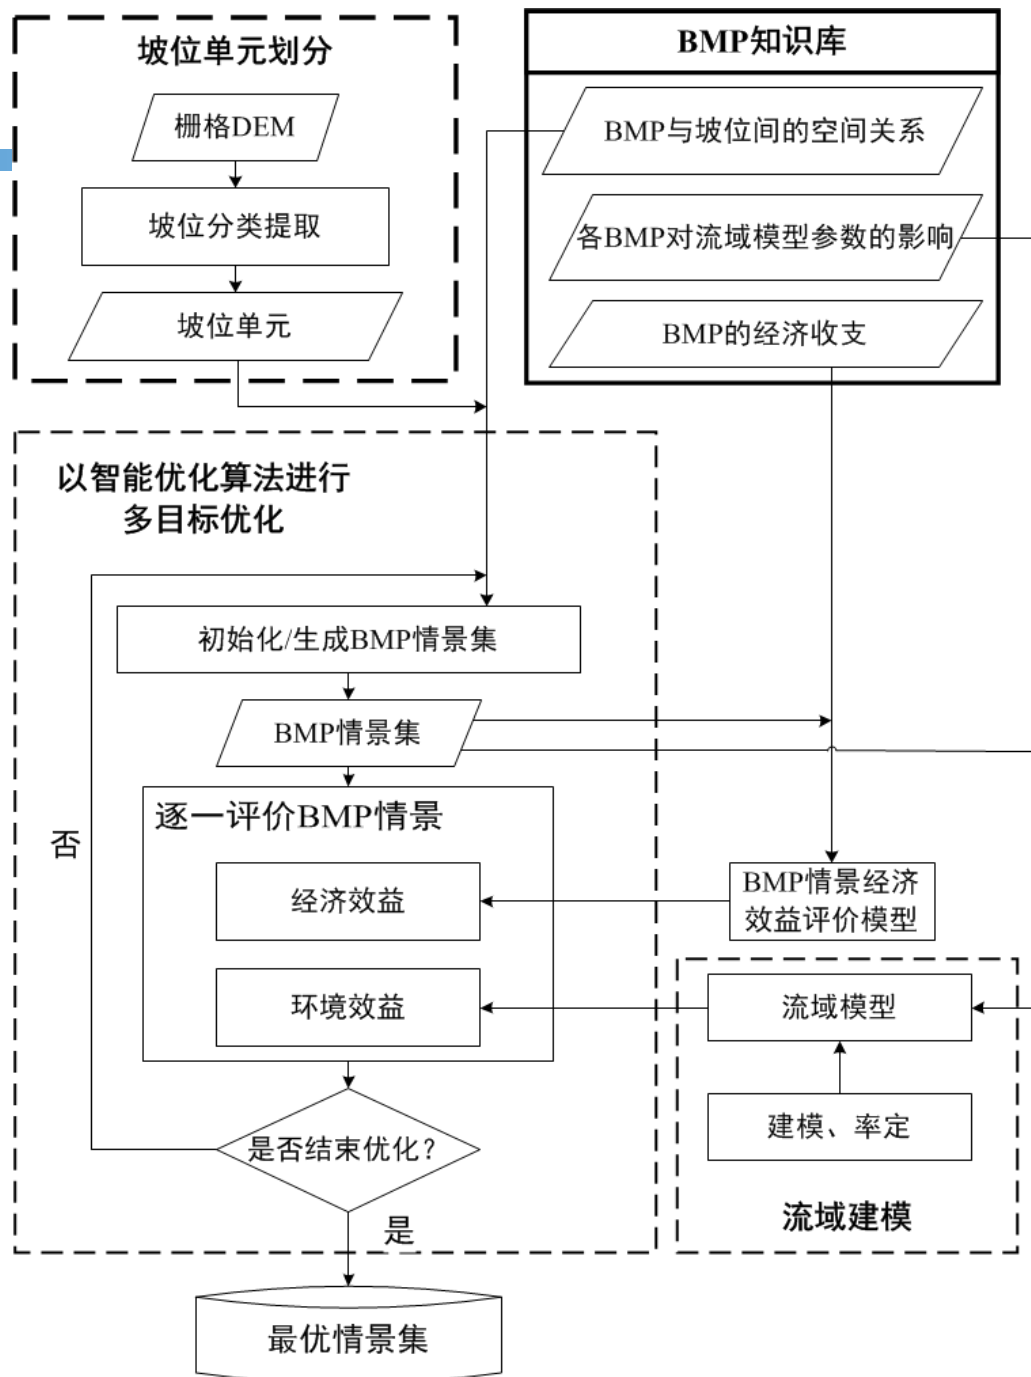 坡位单元划分
栅格DEM
坡位分类提取
坡位单元
BMP知识库
BMP与坡位间的空间关系
各BMP对流域模型参数的影响
BMP的经济收支
以智能优化算法进行
多目标优化
初始化/生成BMP情景集
BMP情景集
逐一评价BMP情景
经济效益
环境效益
否
是否结束优化?
是
最优情景集
BMP情景经济
效益评价模型
流域模型
建模、率定
流域建模